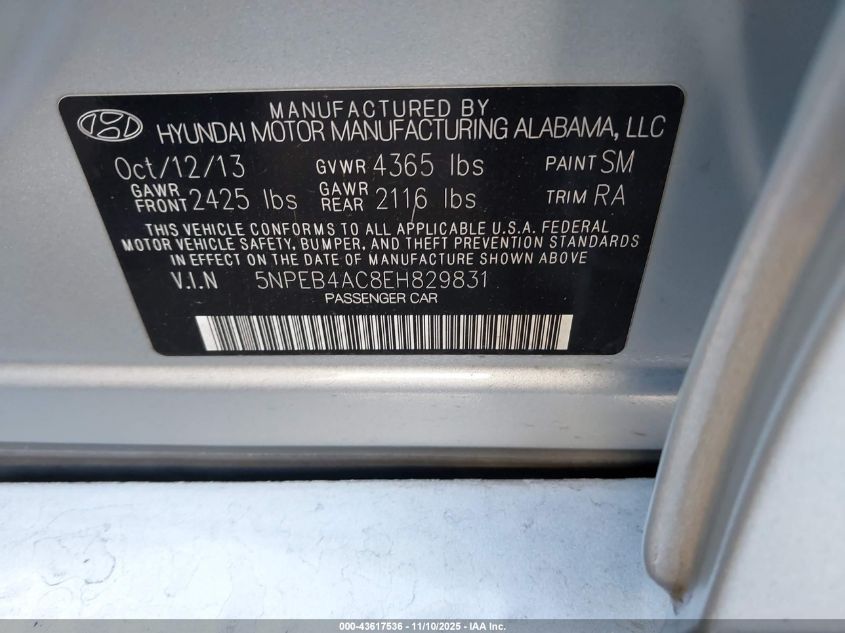 MANUFACTURED BY
HYUNDAI MOTOR MANUFACTURING ALABAMA, LLC
Oct/12/13 GVWR 4365 lbs PAINT SM
GAWR FRONT 2425 lbs GAWR REAR 2116 lbs TRIM RA
THIS VEHICLE CONFORMS TO ALL APPLICABLE U.S.A. FEDERAL
MOTOR VEHICLE SAFETY, BUMPER, AND THEFT PREVENTION STANDARDS
IN EFFECT ON THE DATE OF MANUFACTURE SHOWN ABOVE
V.I.N 5NPEB4AC8EH829831
PASSENGER CAR
000-43617536 - 11/10/2025 - IAA Inc.